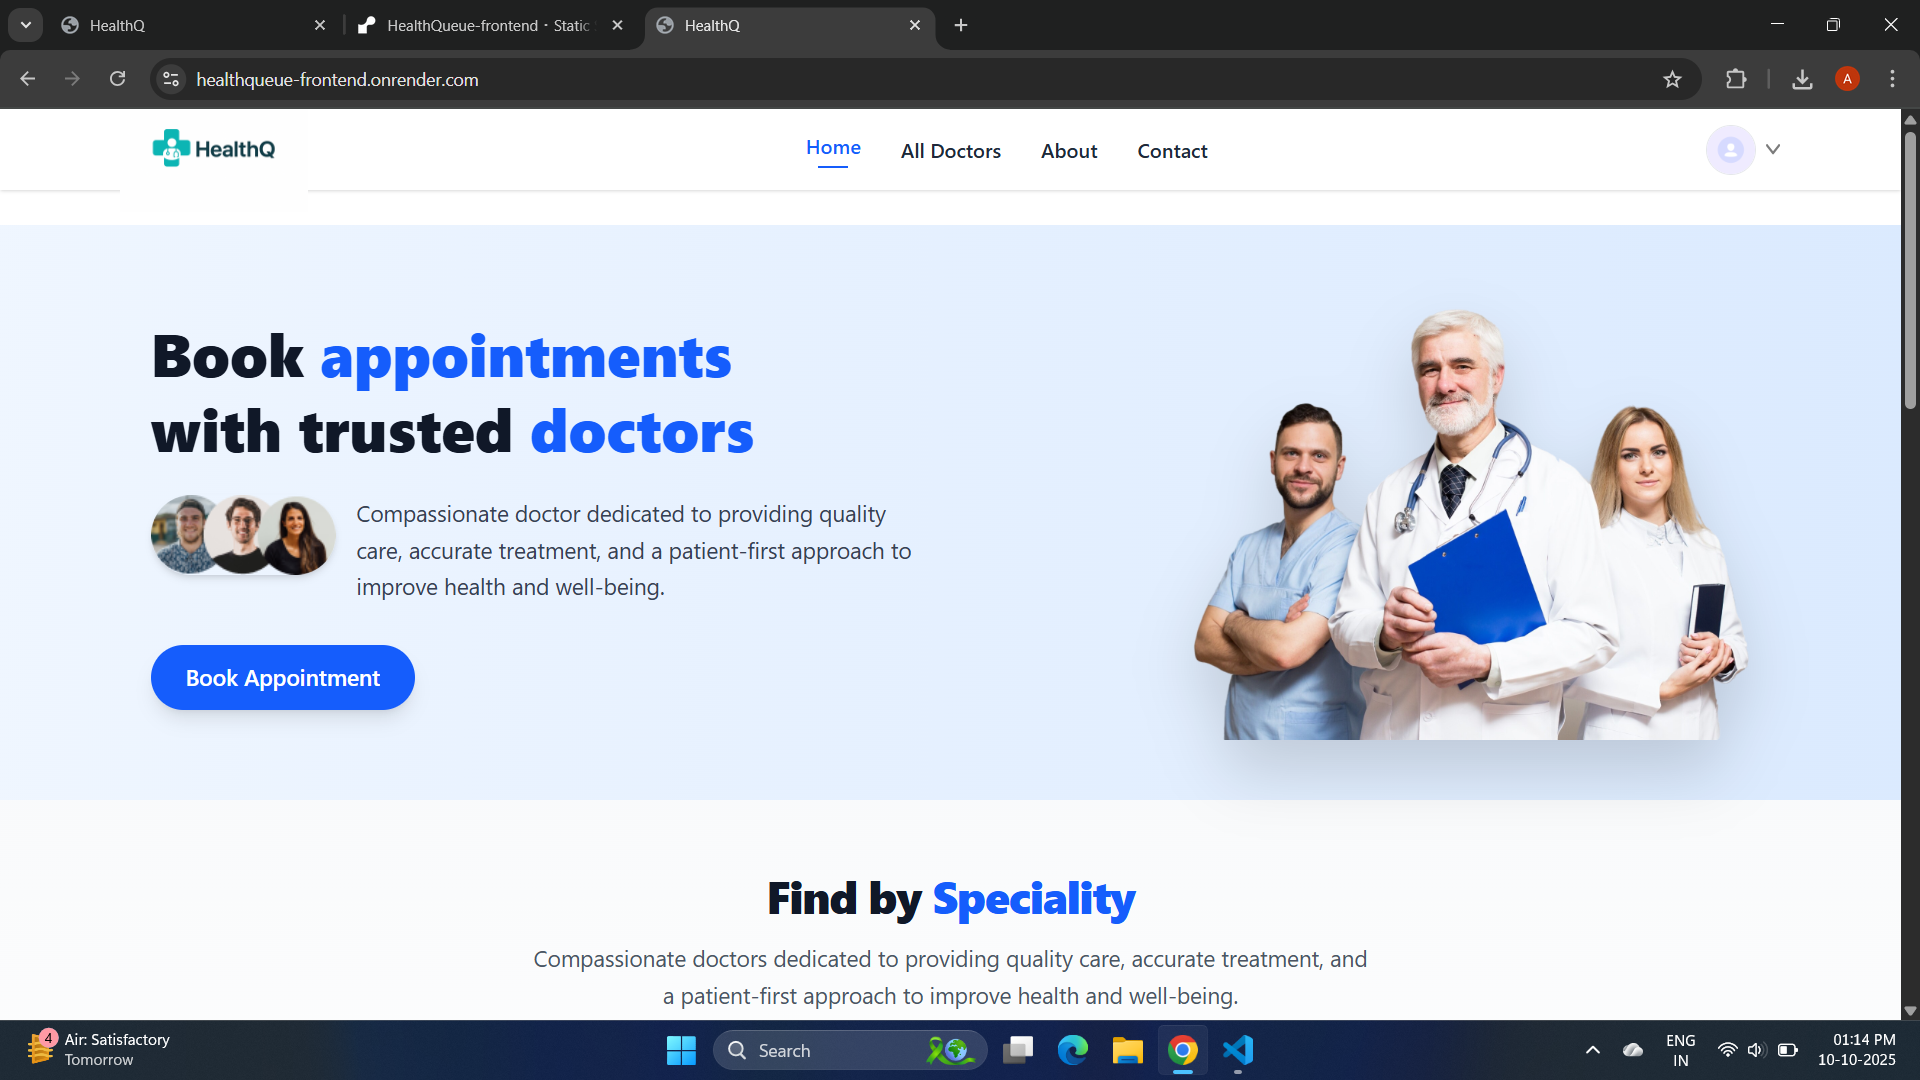 HealthQ
HealthQueue-frontend · Static
HealthQ
healthqueue-frontend.onrender.com
A
HealthQ
Home
All Doctors
About
Contact
Book appointments
with trusted doctors
Compassionate doctor dedicated to providing quality
care, accurate treatment, and a patient-first approach to
improve health and well-being.
Book Appointment
Find by Speciality
Compassionate doctors dedicated to providing quality care, accurate treatment, and
a patient-first approach to improve health and well-being.
4
Air: Satisfactory
Tomorrow
Search
ENG
IN
01:14 PM
10-10-2025